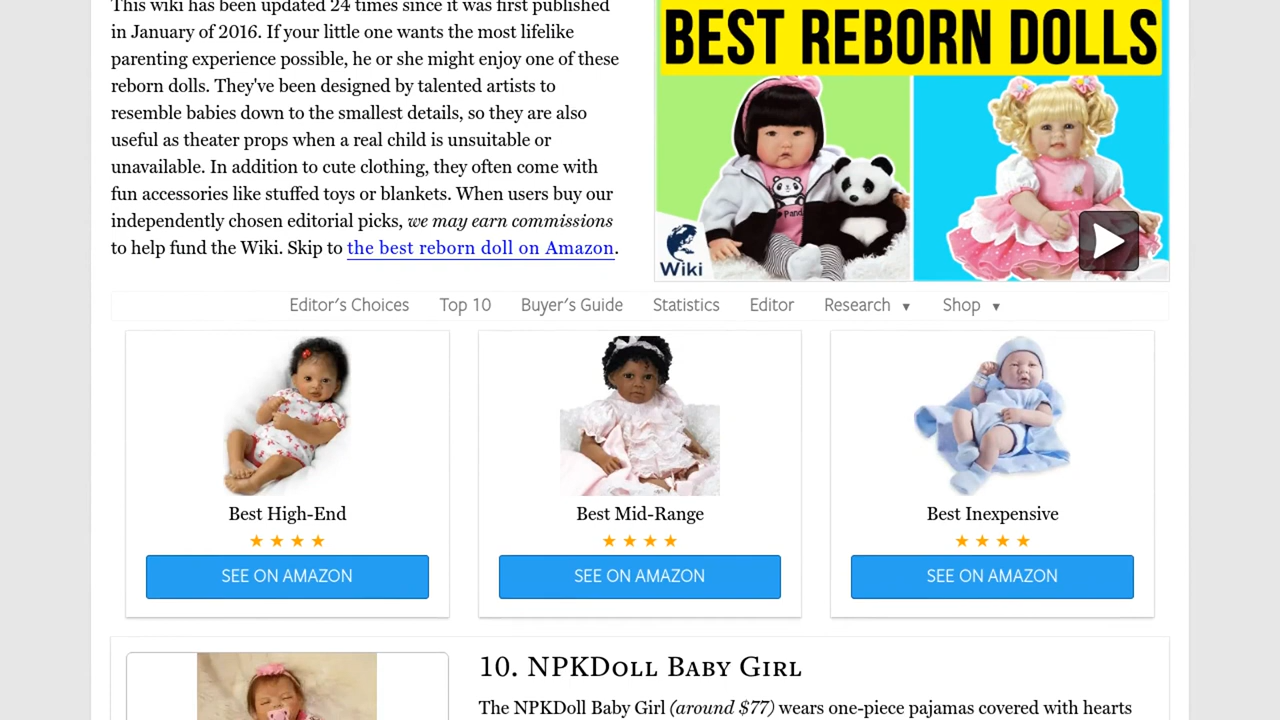 This wiki has been updated 24 times since it was first published
in January of 2016. If your little one wants the most lifelike
parenting experience possible, he or she might enjoy one of these
reborn dolls. They've been designed by talented artists to
resemble babies down to the smallest details, so they are also
useful as theater props when a real child is unsuitable or
unavailable. In addition to cute clothing, they often come with
fun accessories like stuffed toys or blankets. When users buy our
independently chosen editorial picks, we may earn commissions
to help fund the Wiki. Skip to the best reborn doll on Amazon.
BEST REBORN DOLLS
Panda
Wiki
Editor's Choices Top 10 Buyer's Guide Statistics Editor Research ▼ Shop ▼
Best High-End
★ ★ ★ ★
SEE ON AMAZON
Best Mid-Range
★ ★ ★ ★
SEE ON AMAZON
Best Inexpensive
★ ★ ★ ★
SEE ON AMAZON
10. NPKDoll Baby Girl
The NPKDoll Baby Girl (around $77) wears one-piece pajamas covered with hearts